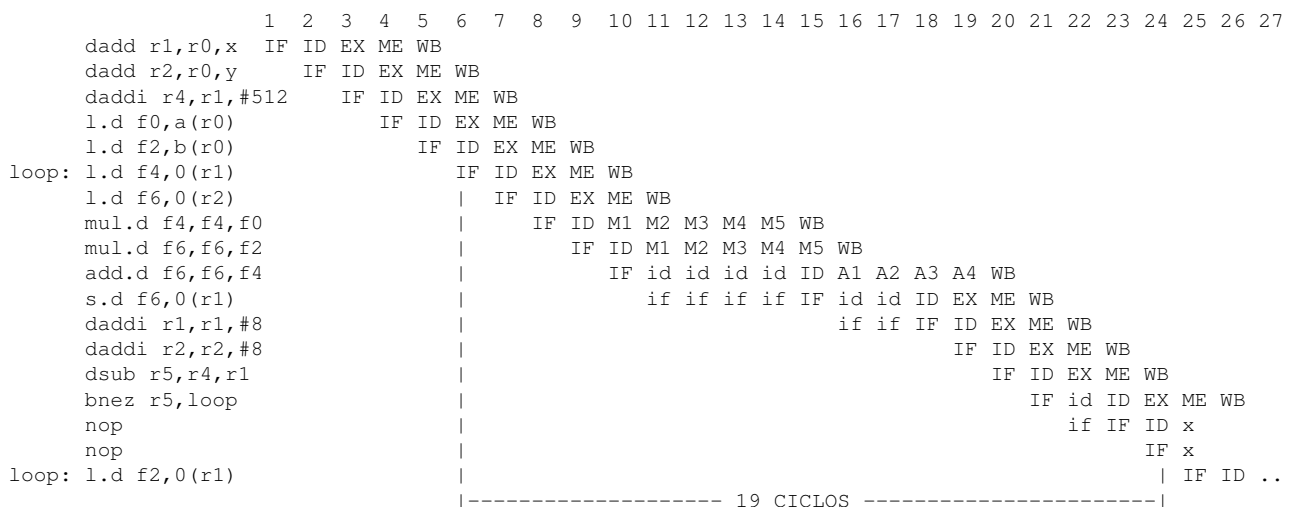 1 2 3 4 5 6 7 8 9 10 11 12 13 14 15 16 17 18 19 20 21 22 23 24 25 26 27
dadd r1,r0,x IF ID EX ME WB
dadd r2,r0,y IF ID EX ME WB
daddi r4,r1,#512 IF ID EX ME WB
l.d f0,a(r0) IF ID EX ME WB
l.d f2,b(r0) IF ID EX ME WB
loop: l.d f4,0(r1) IF ID EX ME WB
l.d f6,0(r2) | IF ID EX ME WB
mul.d f4,f4,f0 | IF ID M1 M2 M3 M4 M5 WB
mul.d f6,f6,f2 | IF ID M1 M2 M3 M4 M5 WB
add.d f6,f6,f4 | IF id id id id ID A1 A2 A3 A4 WB
s.d f6,0(r1) | if if if if IF id id ID EX ME WB
daddi r1,r1,#8 | if if IF ID EX ME WB
daddi r2,r2,#8 | IF ID EX ME WB
dsub r5,r4,r1 | IF ID EX ME WB
bnez r5,loop | IF id ID EX ME WB
nop | if IF ID x
nop | IF x
loop: l.d f2,0(r1) | | IF ID ..
|-------------------- 19 CICLOS -----------------------|